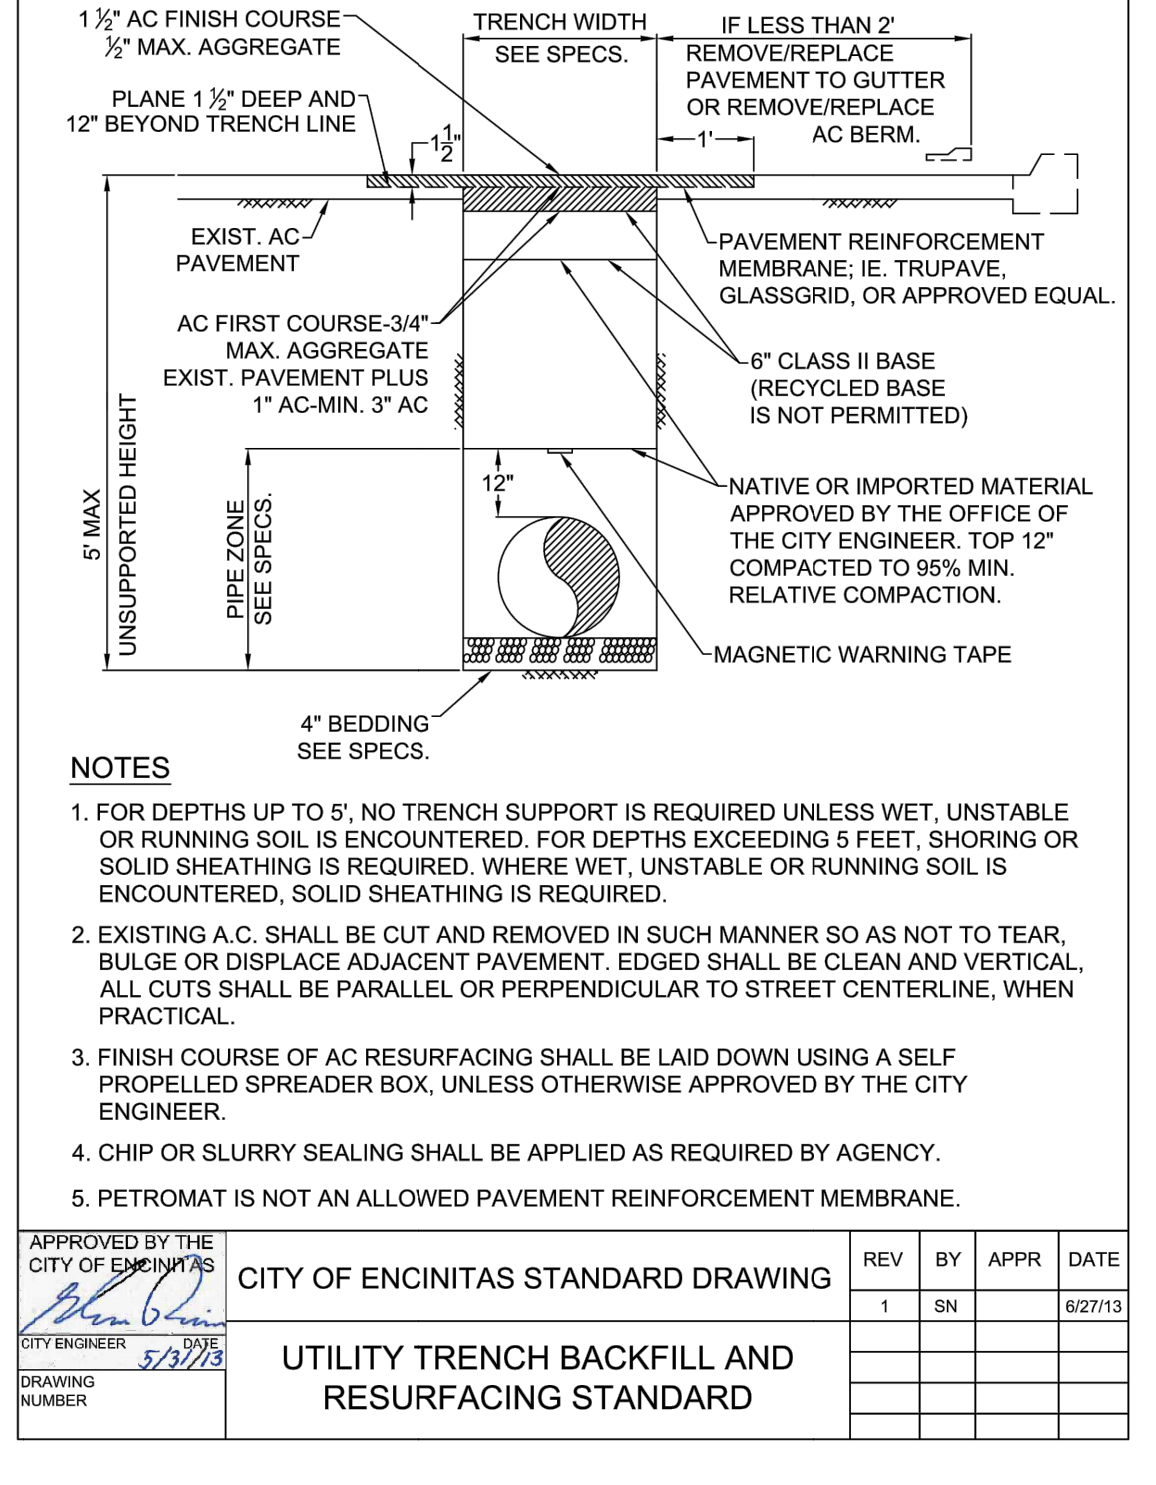 1 ½" AC FINISH COURSE
½" MAX. AGGREGATE
TRENCH WIDTH
SEE SPECS.
IF LESS THAN 2'
REMOVE/REPLACE
PAVEMENT TO GUTTER
OR REMOVE/REPLACE
AC BERM.
PLANE 1 ½" DEEP AND
12" BEYOND TRENCH LINE
1½"
1'
EXIST. AC
PAVEMENT
PAVEMENT REINFORCEMENT
MEMBRANE; IE. TRUPAVE,
GLASSGRID, OR APPROVED EQUAL.
AC FIRST COURSE-3/4"
MAX. AGGREGATE
EXIST. PAVEMENT PLUS
1" AC-MIN. 3" AC
6" CLASS II BASE
(RECYCLED BASE
IS NOT PERMITTED)
5' MAX
UNSUPPORTED HEIGHT
PIPE ZONE
SEE SPECS.
12"
NATIVE OR IMPORTED MATERIAL
APPROVED BY THE OFFICE OF
THE CITY ENGINEER. TOP 12"
COMPACTED TO 95% MIN.
RELATIVE COMPACTION.
MAGNETIC WARNING TAPE
4" BEDDING
SEE SPECS.
NOTES
1. FOR DEPTHS UP TO 5', NO TRENCH SUPPORT IS REQUIRED UNLESS WET, UNSTABLE
OR RUNNING SOIL IS ENCOUNTERED. FOR DEPTHS EXCEEDING 5 FEET, SHORING OR
SOLID SHEATHING IS REQUIRED. WHERE WET, UNSTABLE OR RUNNING SOIL IS
ENCOUNTERED, SOLID SHEATHING IS REQUIRED.
2. EXISTING A.C. SHALL BE CUT AND REMOVED IN SUCH MANNER SO AS NOT TO TEAR,
BULGE OR DISPLACE ADJACENT PAVEMENT. EDGED SHALL BE CLEAN AND VERTICAL,
ALL CUTS SHALL BE PARALLEL OR PERPENDICULAR TO STREET CENTERLINE, WHEN
PRACTICAL.
3. FINISH COURSE OF AC RESURFACING SHALL BE LAID DOWN USING A SELF
PROPELLED SPREADER BOX, UNLESS OTHERWISE APPROVED BY THE CITY
ENGINEER.
4. CHIP OR SLURRY SEALING SHALL BE APPLIED AS REQUIRED BY AGENCY.
5. PETROMAT IS NOT AN ALLOWED PAVEMENT REINFORCEMENT MEMBRANE.
APPROVED BY THE
CITY OF ENCINITAS
CITY ENGINEER DATE
5/31/13
DRAWING
NUMBER
CITY OF ENCINITAS STANDARD DRAWING
UTILITY TRENCH BACKFILL AND
RESURFACING STANDARD
REV BY APPR DATE
1 SN 6/27/13